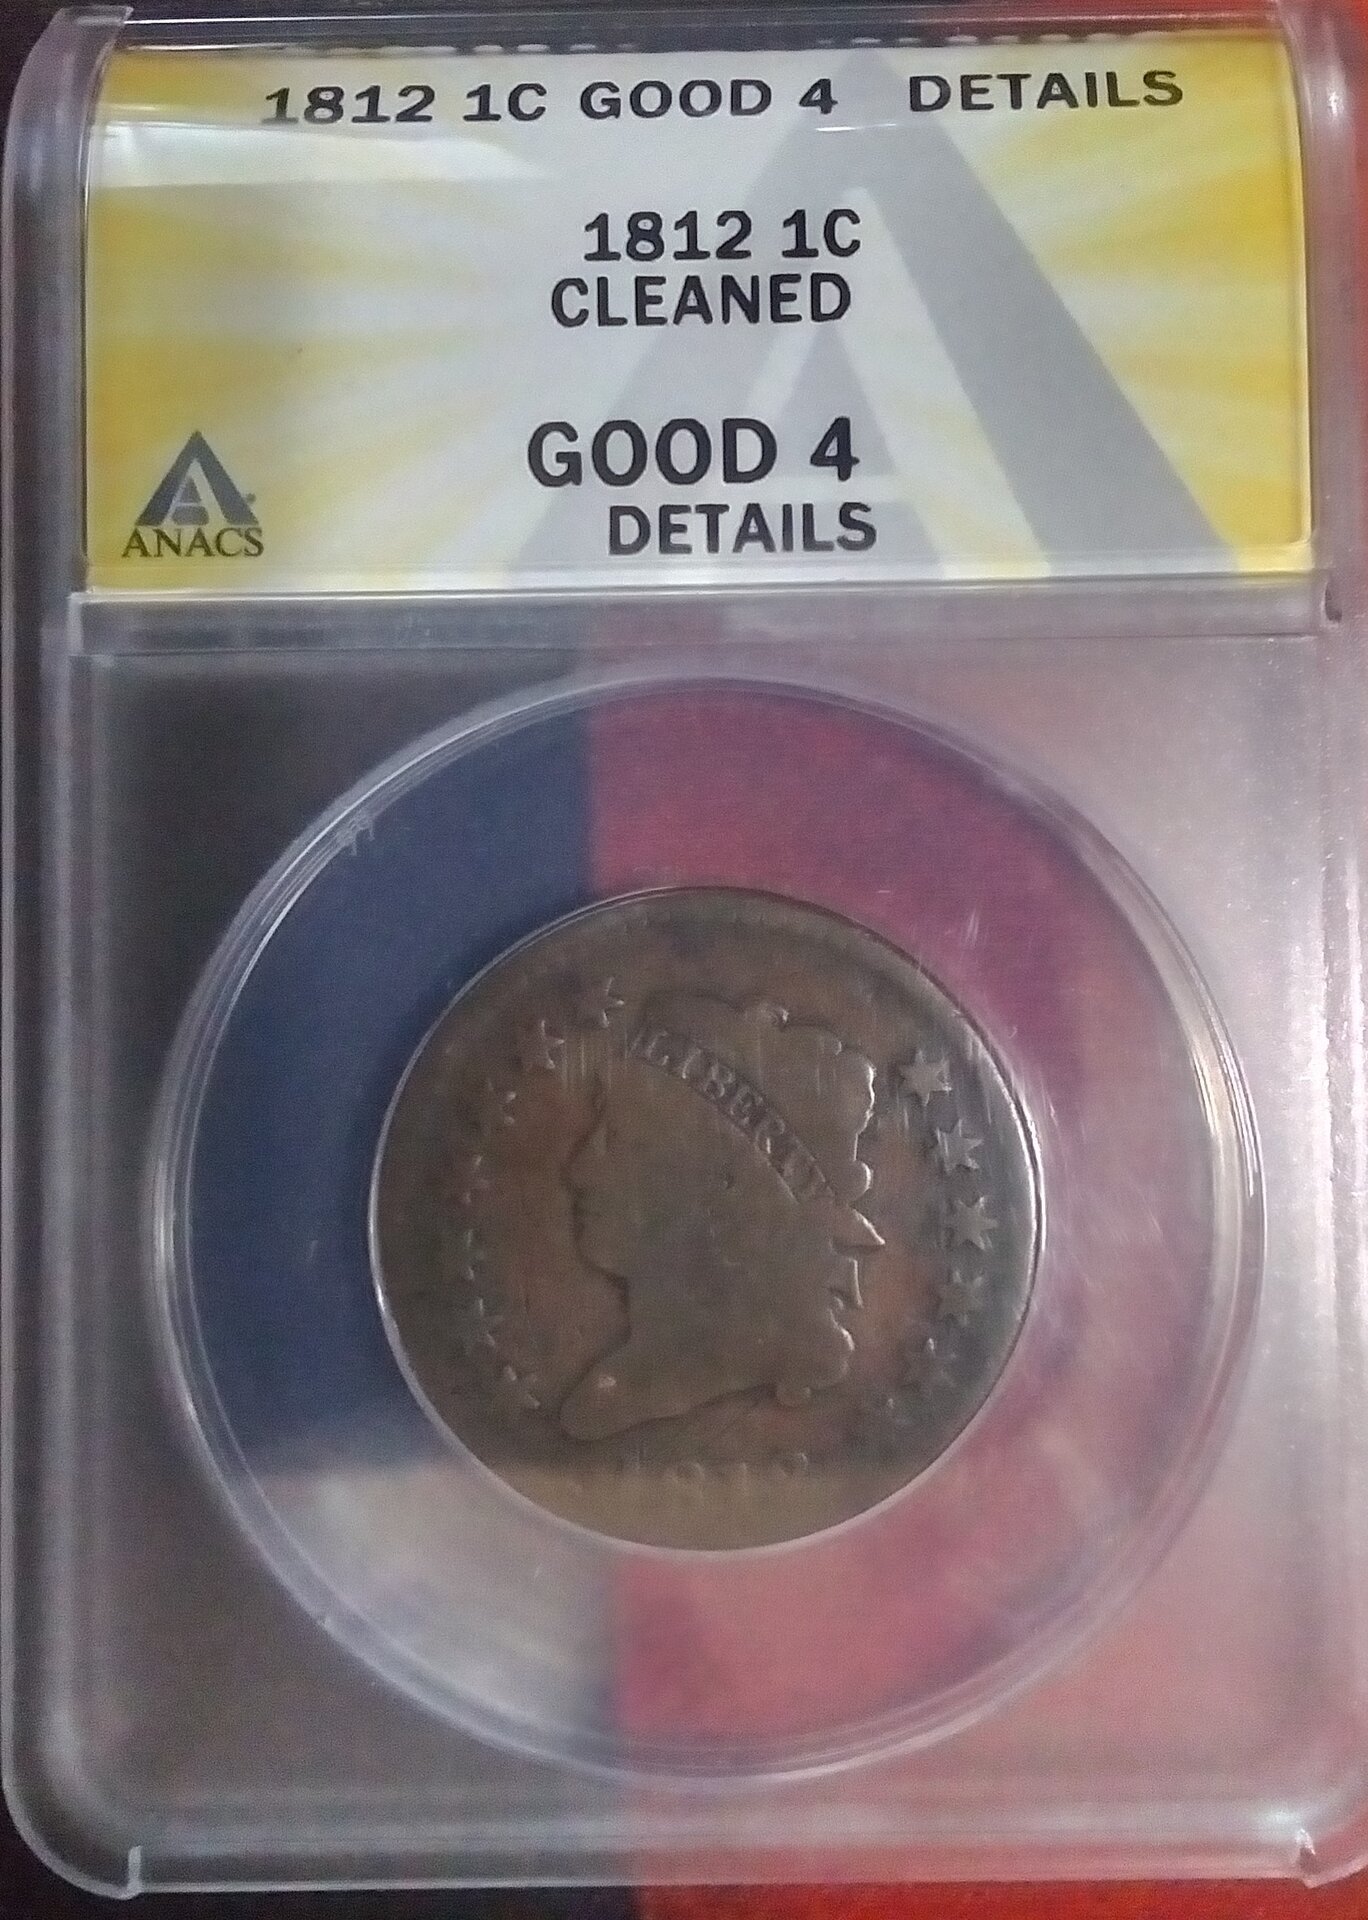 1812 1C GOOD 4 DETAILS
1812 1C
CLEANED
GOOD 4
DETAILS
A
ANACS
LIBERTY